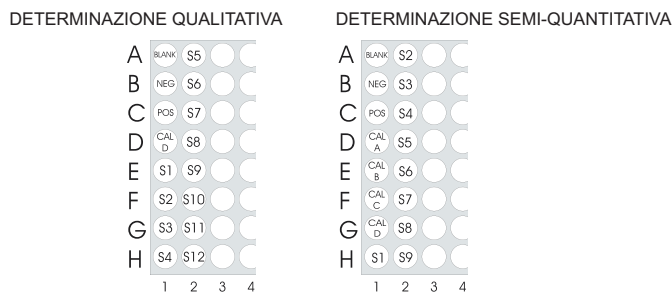 DETERMINAZIONE QUALITATIVA
A BLANK S5
B NEG S6
C POS S7
D CAL D S8
E S1 S9
F S2 S10
G S3 S11
H S4 S12
1 2 3 4
DETERMINAZIONE SEMI-QUANTITATIVA
A BLANK S2
B NEG S3
C POS S4
D CAL A S5
E CAL B S6
F CAL C S7
G CAL D S8
H S1 S9
1 2 3 4